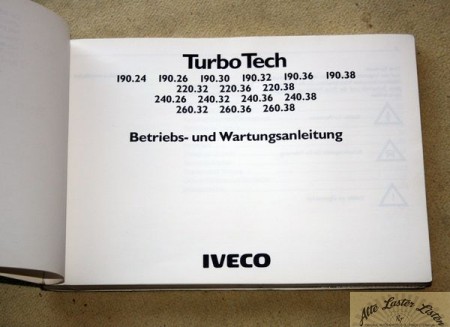 TurboTech
190.24 190.26 190.30 190.32 190.36 190.38
220.32 220.36 220.38
240.26 240.32 240.36 240.38
260.32 260.36 260.38
Betriebs- und Wartungsanleitung
IVECO
Alte Laster Listen